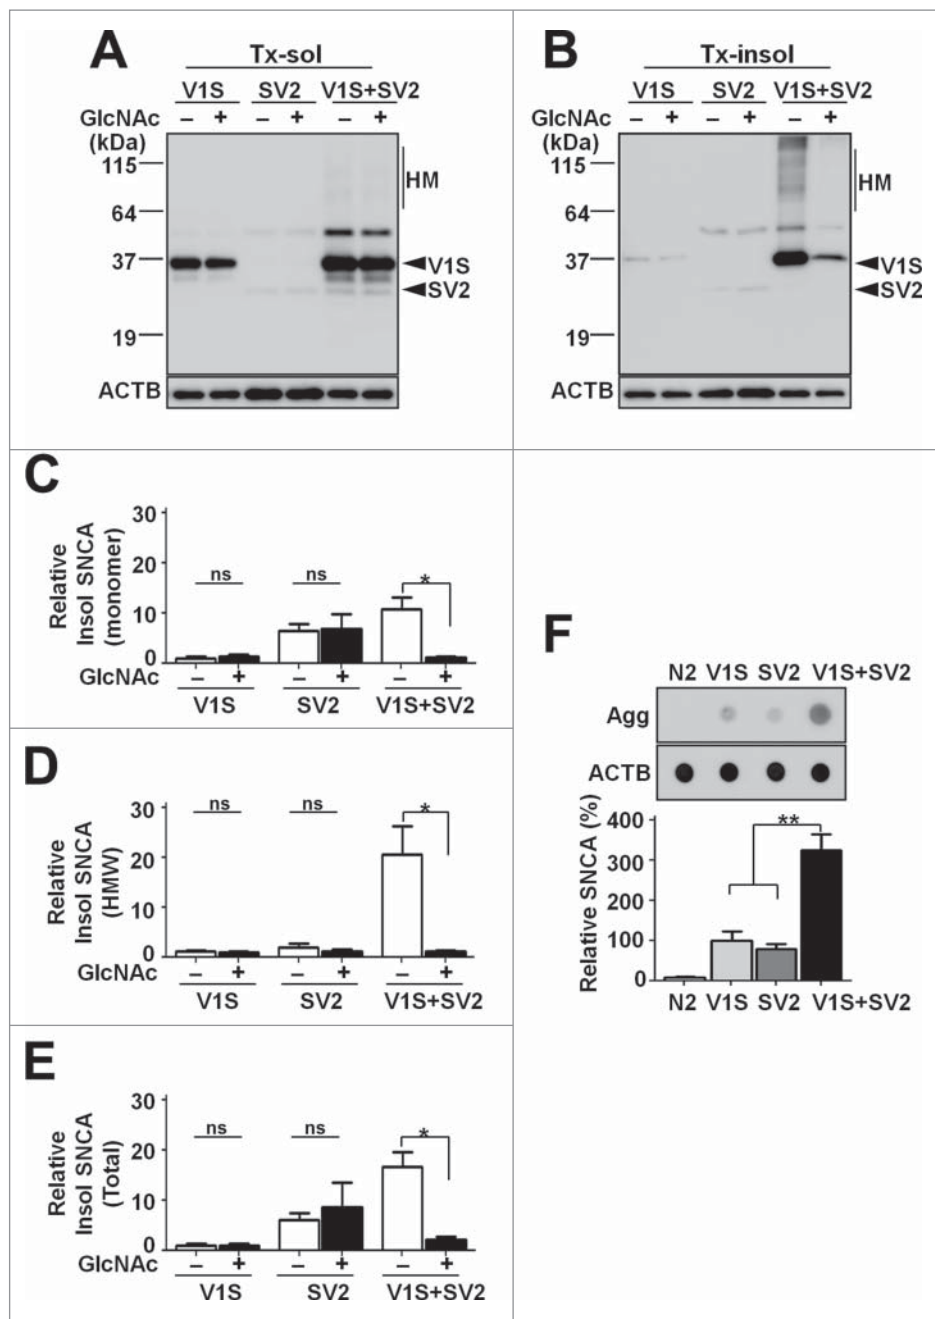 A
Tx-sol
V1S SV2 V1S+SV2
GlcNAc – + – + – +
(kDa)
115
HM
64
37
V1S
SV2
19
ACTB
B
Tx-insol
V1S SV2 V1S+SV2
GlcNAc – + – + – +
(kDa)
115
HM
64
37
V1S
SV2
19
ACTB
C
Relative
Insol SNCA
(monomer)
30
20
10
0
ns ns *
GlcNAc – + – + – +
V1S SV2 V1S+SV2
D
Relative
Insol SNCA
(HMW)
30
20
10
0
ns ns *
GlcNAc – + – + – +
V1S SV2 V1S+SV2
E
Relative
Insol SNCA
(Total)
30
20
10
0
ns ns *
GlcNAc – + – + – +
V1S SV2 V1S+SV2
F
N2 V1S SV2 V1S+SV2
Agg
ACTB
Relative SNCA (%)
400
300
200
100
0
**
N2 V1S SV2 V1S+SV2